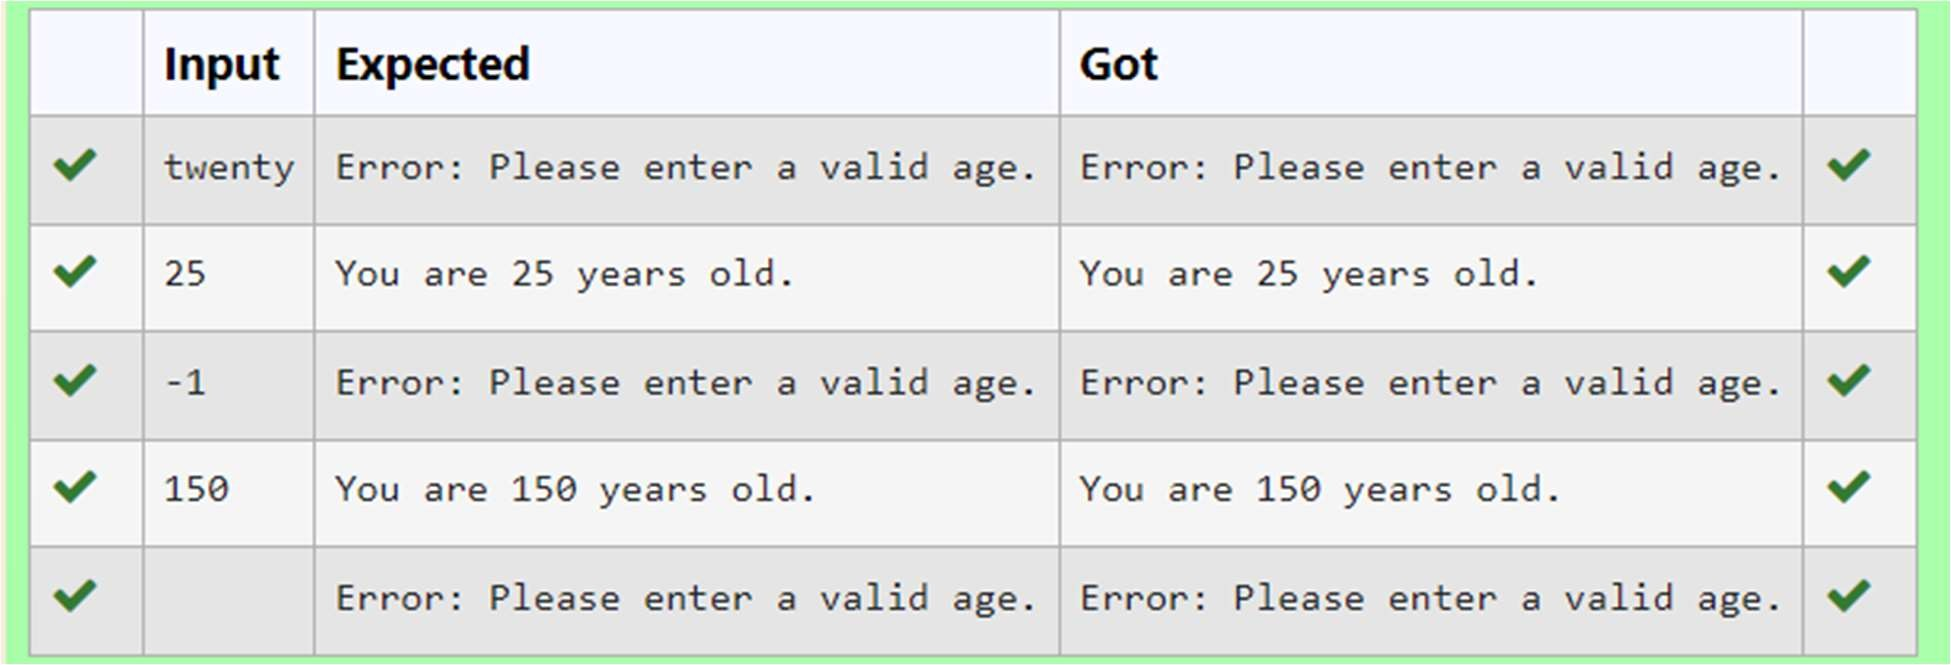 Input Expected Got
twenty Error: Please enter a valid age. Error: Please enter a valid age.
25 You are 25 years old. You are 25 years old.
-1 Error: Please enter a valid age. Error: Please enter a valid age.
150 You are 150 years old. You are 150 years old.
Error: Please enter a valid age. Error: Please enter a valid age.